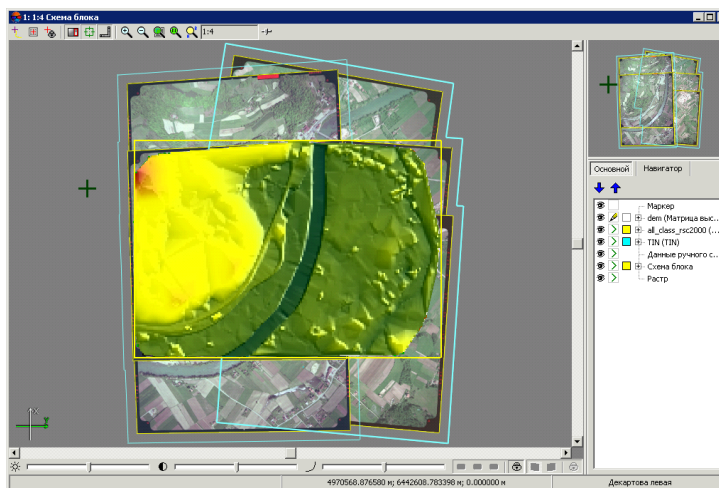 1: 1:4 Схема блока
1:4
Основной
Навигатор
Маркер
dem (Матрица выс...
all_class_rsc2000 (...
TIN (TIN)
Данные ручного с...
Схема блока
Растр
X
Y
4970568.876580 м; 6442608.783398 м; 0.000000 м
Декартова левая